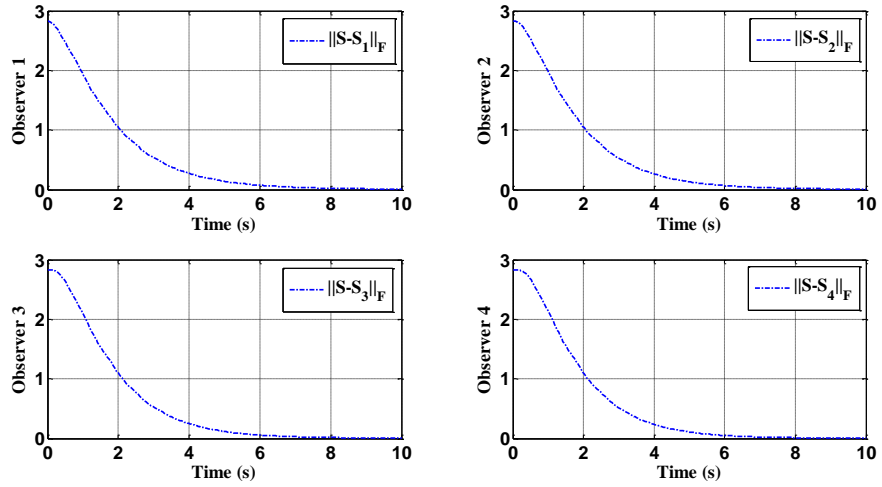 3
2
1
0
Observer 1
||S-S1||F
0 2 4 6 8 10
Time (s)
3
2
1
0
Observer 2
||S-S2||F
0 2 4 6 8 10
Time (s)
3
2
1
0
Observer 3
||S-S3||F
0 2 4 6 8 10
Time (s)
3
2
1
0
Observer 4
||S-S4||F
0 2 4 6 8 10
Time (s)